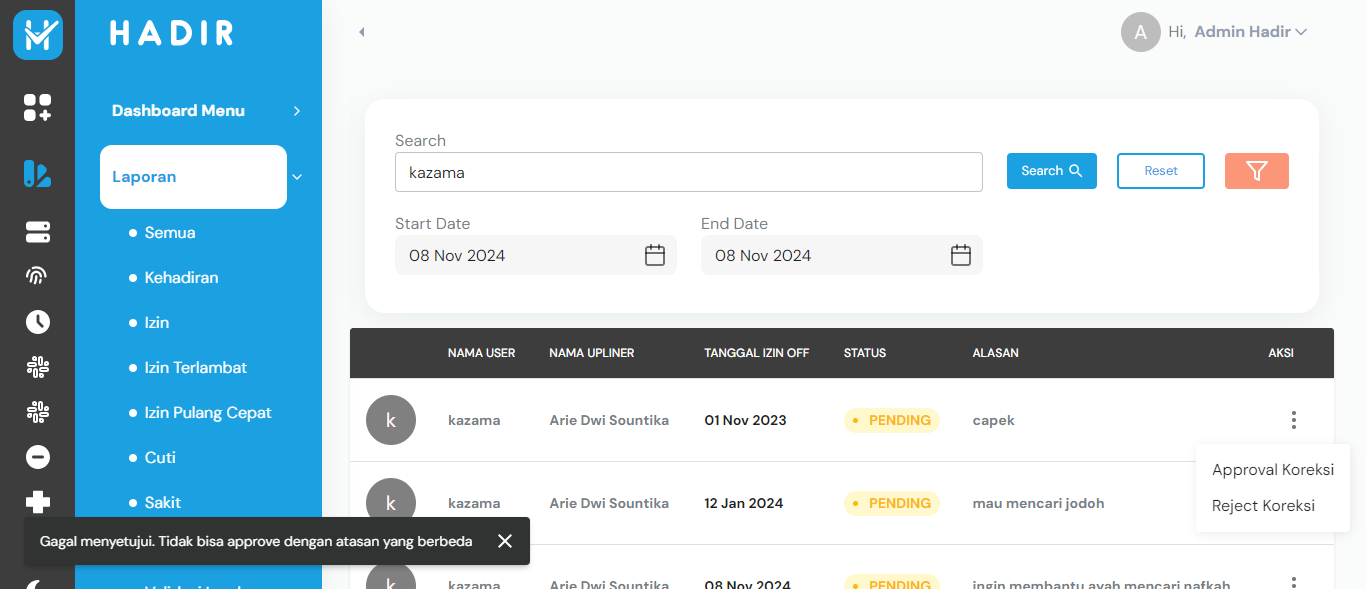 HADIR
A
Hi, Admin Hadir
Dashboard Menu
Laporan
Semua
Kehadiran
Izin
Izin Terlambat
Izin Pulang Cepat
Cuti
Sakit
Search
kazama
Search
Reset
Start Date
End Date
08 Nov 2024
08 Nov 2024
NAMA USER NAMA UPLINER TANGGAL IZIN OFF STATUS ALASAN AKSI
k kazama Arie Dwi Sountika 01 Nov 2023 PENDING capek
Approval Koreksi
Reject Koreksi
k kazama Arie Dwi Sountika 12 Jan 2024 PENDING mau mencari jodoh
Gagal menyetujui. Tidak bisa approve dengan atasan yang berbeda
k kazama Arie Dwi Sountika 08 Nov 2024 PENDING ingin membantu ayah mencari nafkah